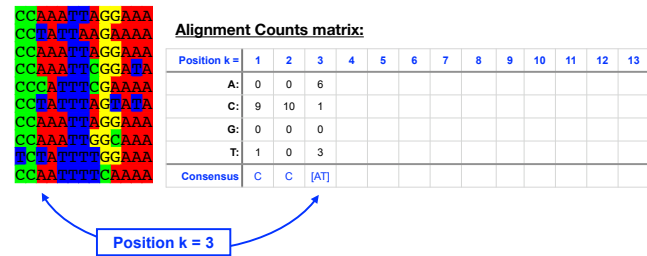 CCAAATTAGGAAA
CCTATTAAGAAAA
CCAAATTAGGAAA
CCAAATTCGGATA
CCCATTTCGAAAA
CCTATTTAGTATA
CCAAATTAGGAAA
CCAAATTGGCAAA
TCTATTTTGGAAA
CCAATTTTCAAAA
Alignment Counts matrix:
Position k = 1 2 3 4 5 6 7 8 9 10 11 12 13
A: 0 0 6
C: 9 10 1
G: 0 0 0
T: 1 0 3
Consensus C C [AT]
Position k = 3